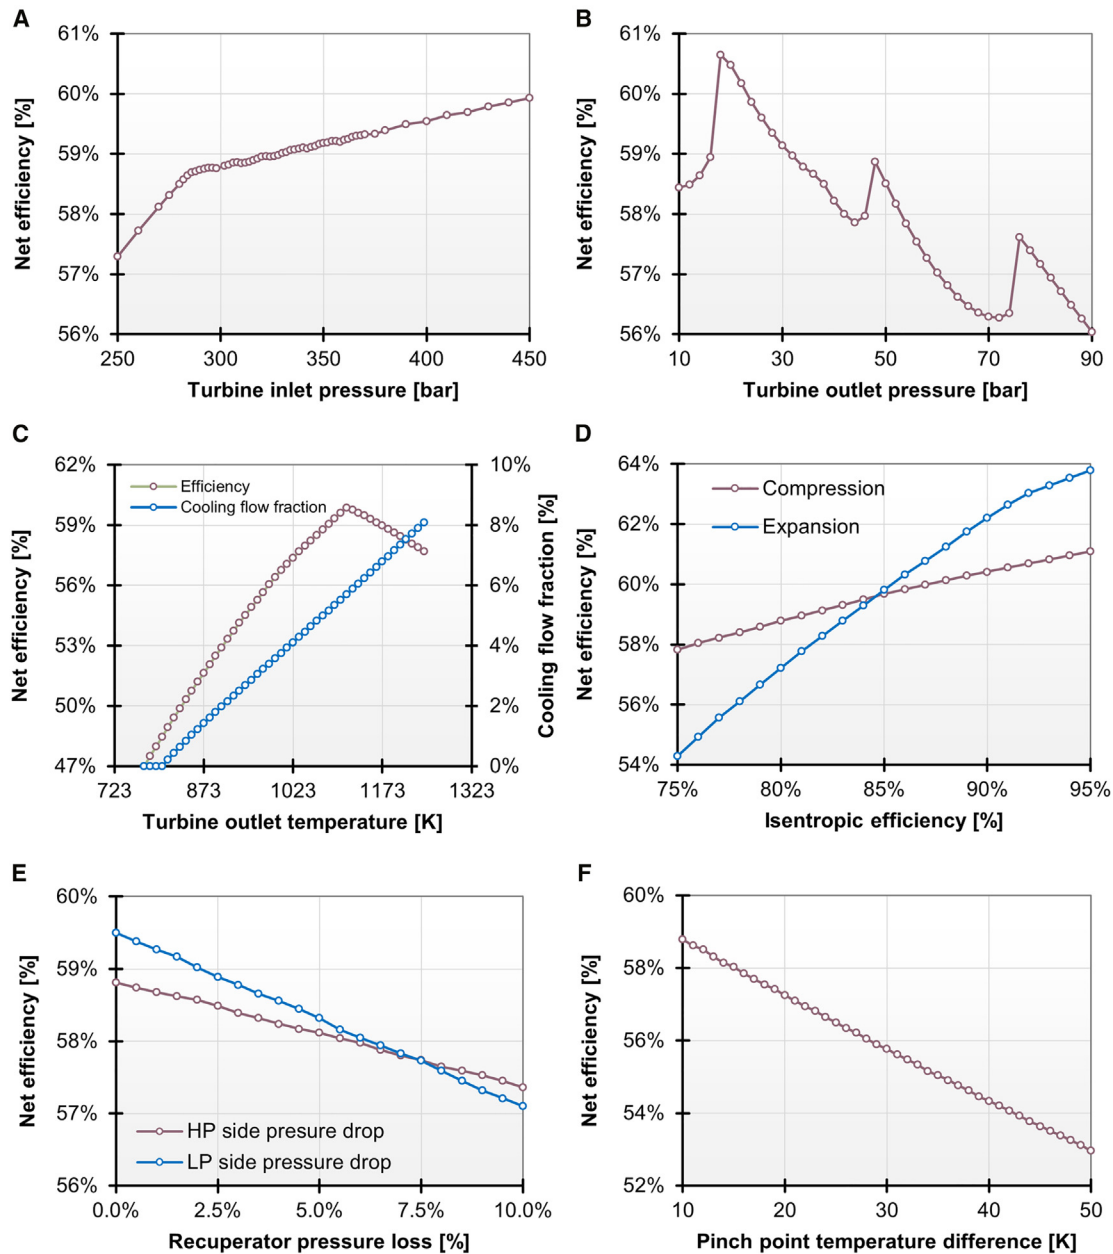 A
61%
60%
59%
58%
57%
56%
Net efficiency [%]
250
300
350
400
450
Turbine inlet pressure [bar]
B
61%
60%
59%
58%
57%
56%
Net efficiency [%]
10
30
50
70
90
Turbine outlet pressure [bar]
C
62%
59%
56%
53%
50%
47%
Net efficiency [%]
Efficiency
Cooling flow fraction
10%
8%
6%
4%
2%
0%
Cooling flow fraction [%]
723
873
1023
1173
1323
Turbine outlet temperature [K]
D
64%
62%
60%
58%
56%
54%
Net efficiency [%]
Compression
Expansion
75%
80%
85%
90%
95%
Isentropic efficiency [%]
E
60%
59%
58%
57%
56%
Net efficiency [%]
HP side presure drop
LP side pressure drop
0.0%
2.5%
5.0%
7.5%
10.0%
Recuperator pressure loss [%]
F
60%
58%
56%
54%
52%
Net efficiency [%]
10
20
30
40
50
Pinch point temperature difference [K]